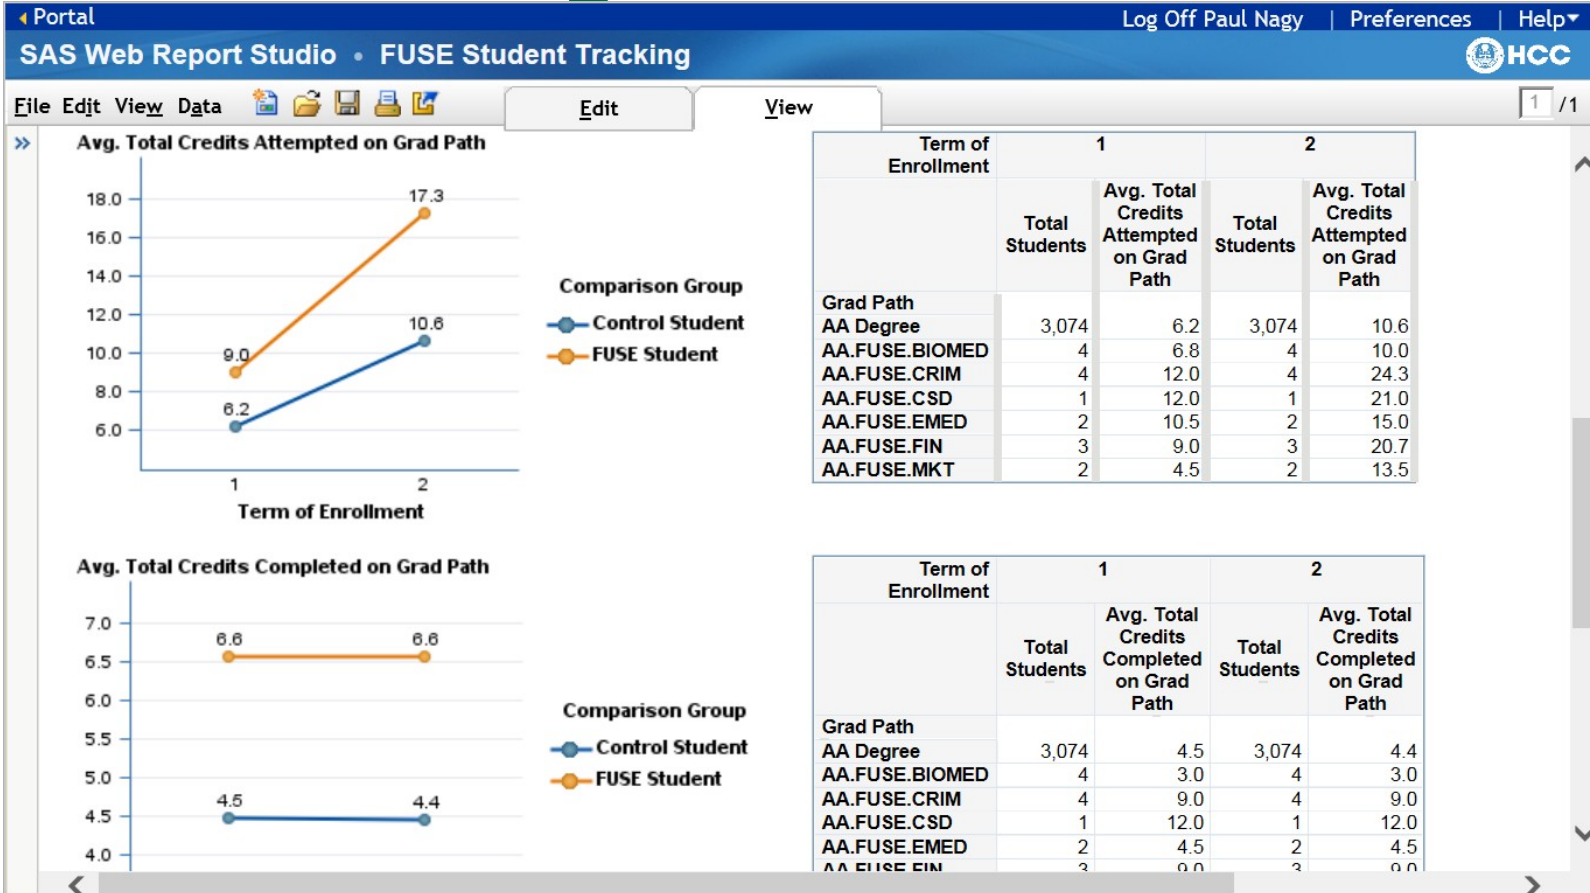 Portal
Log Off Paul Nagy | Preferences | Help
SAS Web Report Studio • FUSE Student Tracking
HCC
File Edit View Data
Edit
View
1 /1
Avg. Total Credits Attempted on Grad Path
18.0
16.0
14.0
12.0
10.0
8.0
6.0
17.3
10.6
9.0
6.2
1 2
Term of Enrollment
Comparison Group
Control Student
FUSE Student
Term of Enrollment 1 2
Total Students Avg. Total Credits Attempted on Grad Path Total Students Avg. Total Credits Attempted on Grad Path
Grad Path
AA Degree 3,074 6.2 3,074 10.6
AA.FUSE.BIOMED 4 6.8 4 10.0
AA.FUSE.CRIM 4 12.0 4 24.3
AA.FUSE.CSD 1 12.0 1 21.0
AA.FUSE.EMED 2 10.5 2 15.0
AA.FUSE.FIN 3 9.0 3 20.7
AA.FUSE.MKT 2 4.5 2 13.5
Avg. Total Credits Completed on Grad Path
7.0
6.5
6.0
5.5
5.0
4.5
4.0
6.6 6.6
4.5 4.4
Comparison Group
Control Student
FUSE Student
Term of Enrollment 1 2
Total Students Avg. Total Credits Completed on Grad Path Total Students Avg. Total Credits Completed on Grad Path
Grad Path
AA Degree 3,074 4.5 3,074 4.4
AA.FUSE.BIOMED 4 3.0 4 3.0
AA.FUSE.CRIM 4 9.0 4 9.0
AA.FUSE.CSD 1 12.0 1 12.0
AA.FUSE.EMED 2 4.5 2 4.5
AA.FUSE.FIN 3 9.0 3 9.0